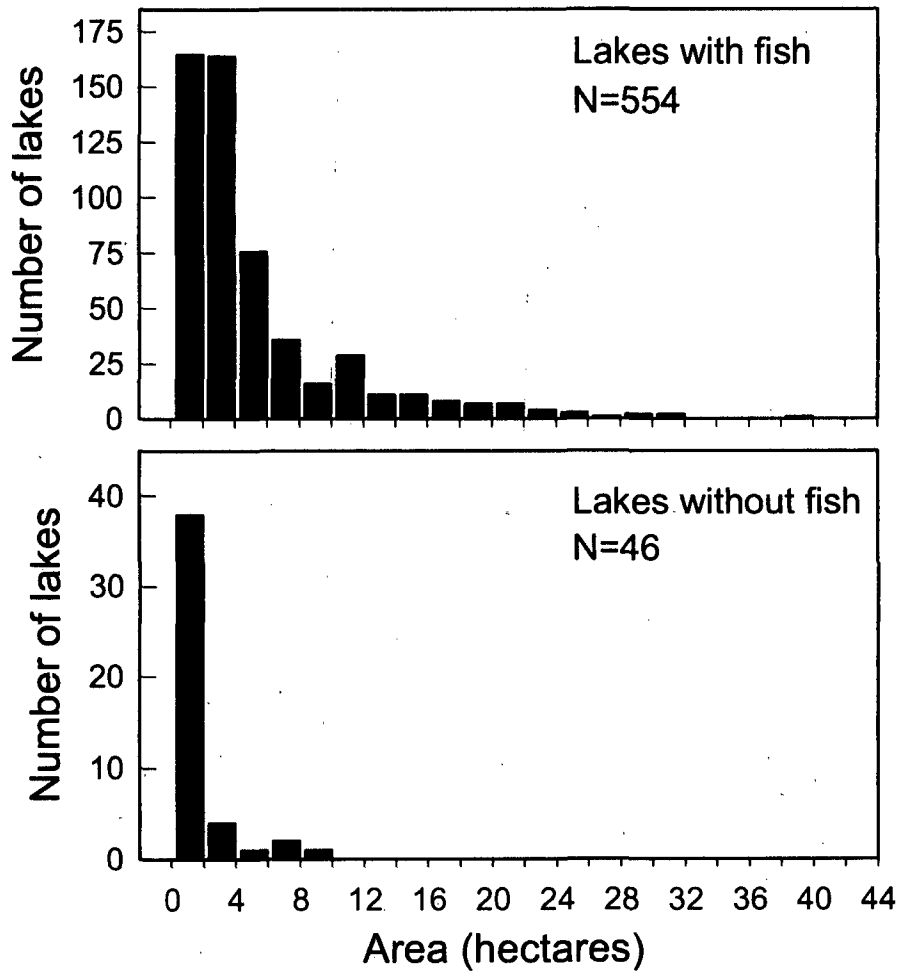 Number of lakes
175
150
125
100
75
50
25
0
Lakes with fish
N=554
Number of lakes
40
30
20
10
0
Lakes without fish
N=46
0 4 8 12 16 20 24 28 32 36 40 44
Area (hectares)